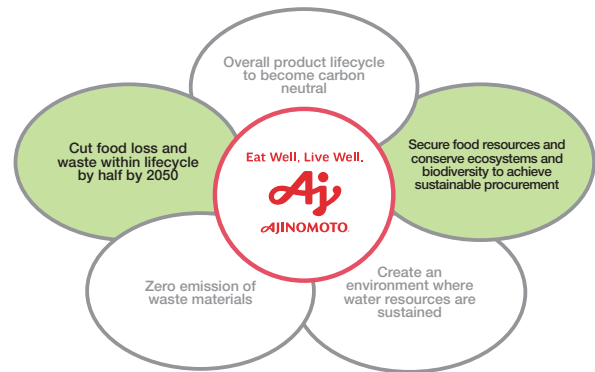 Overall product lifecycle
to become carbon
neutral
Cut food loss and
waste within lifecycle
by half by 2050
Eat Well, Live Well.
Aj
AJINOMOTO
Secure food resources and
conserve ecosystems and
biodiversity to achieve
sustainable procurement
Zero emission of
waste materials
Create an
environment where
water resources are
sustained